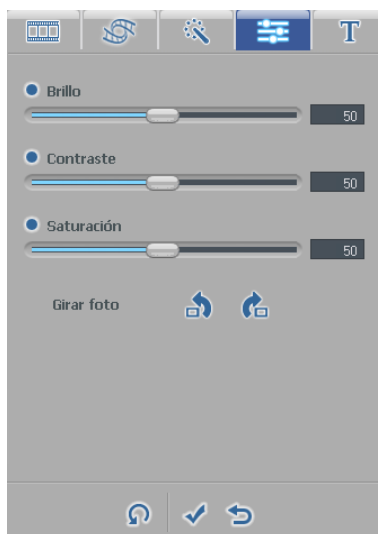 T
Brillo
50
Contraste
50
Saturación
50
Girar foto